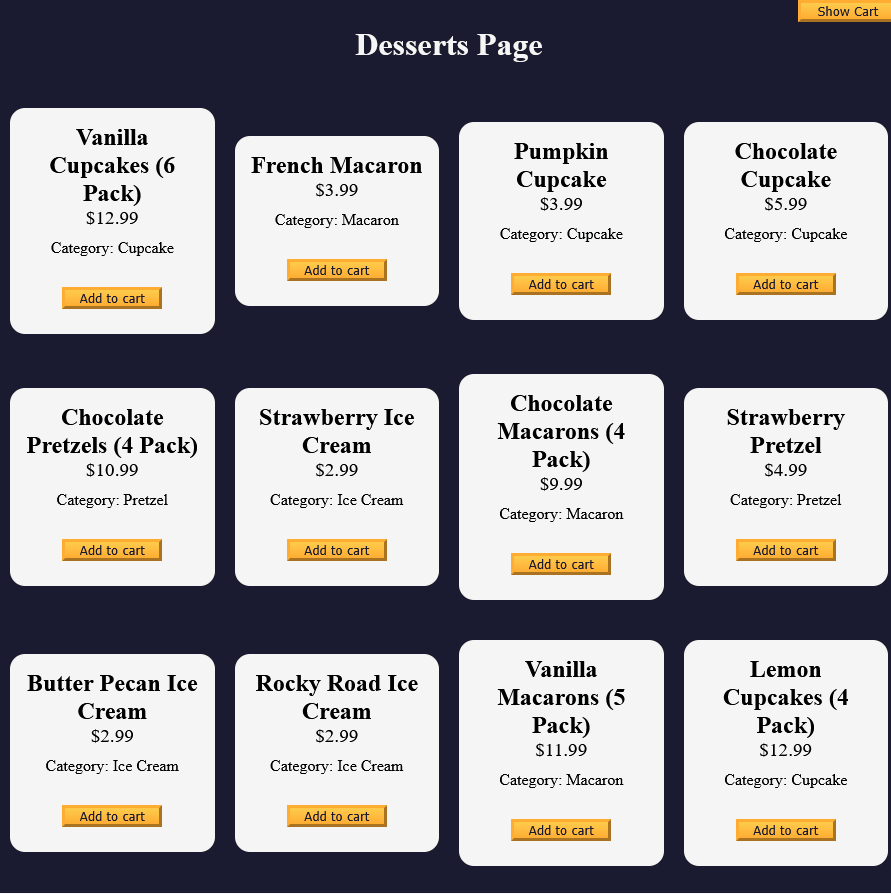 Show Cart
Desserts Page
Vanilla
Cupcakes (6
Pack)
$12.99
Category: Cupcake
Add to cart
French Macaron
$3.99
Category: Macaron
Add to cart
Pumpkin
Cupcake
$3.99
Category: Cupcake
Add to cart
Chocolate
Cupcake
$5.99
Category: Cupcake
Add to cart
Chocolate
Pretzels (4 Pack)
$10.99
Category: Pretzel
Add to cart
Strawberry Ice
Cream
$2.99
Category: Ice Cream
Add to cart
Chocolate
Macarons (4
Pack)
$9.99
Category: Macaron
Add to cart
Strawberry
Pretzel
$4.99
Category: Pretzel
Add to cart
Butter Pecan Ice
Cream
$2.99
Category: Ice Cream
Add to cart
Rocky Road Ice
Cream
$2.99
Category: Ice Cream
Add to cart
Vanilla
Macarons (5
Pack)
$11.99
Category: Macaron
Add to cart
Lemon
Cupcakes (4
Pack)
$12.99
Category: Cupcake
Add to cart